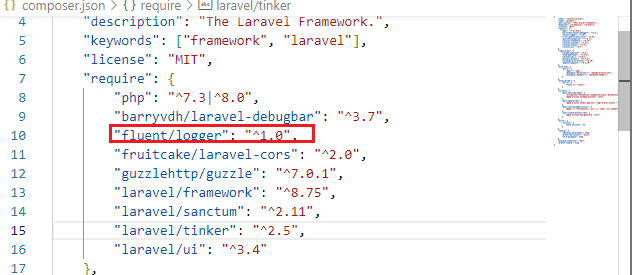 composer.json > {} require > abc laravel/tinker
4 "description": "The Laravel Framework.",
5 "keywords": ["framework", "laravel"],
6 "license": "MIT",
7 "require": {
8 "php": "^7.3|^8.0",
9 "barryvdh/laravel-debugbar": "^3.7",
10 "fluent/logger": "^1.0",
11 "fruitcake/laravel-cors": "^2.0",
12 "guzzlehttp/guzzle": "^7.0.1",
13 "laravel/framework": "^8.75",
14 "laravel/sanctum": "^2.11",
15 "laravel/tinker": "^2.5",
16 "laravel/ui": "^3.4"
17 },